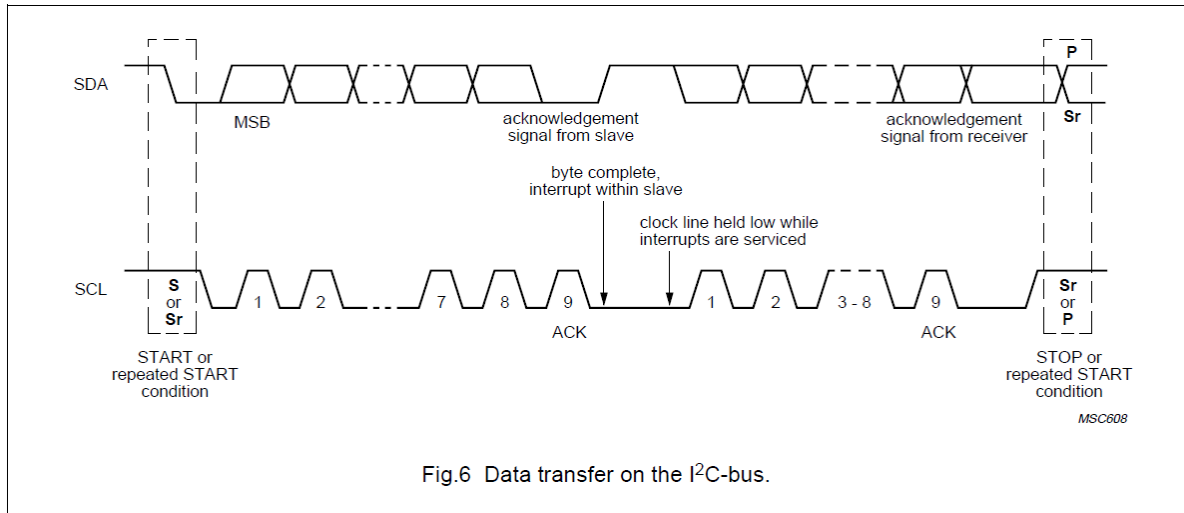 SDA
MSB
acknowledgement
signal from slave
acknowledgement
signal from receiver
P
Sr
byte complete,
interrupt within slave
clock line held low while
interrupts are serviced
SCL
S
or
Sr
1
2
7
8
9
1
2
3 - 8
9
Sr
or
P
ACK
ACK
START or
repeated START
condition
STOP or
repeated START
condition
MSC608
Fig.6 Data transfer on the I²C-bus.